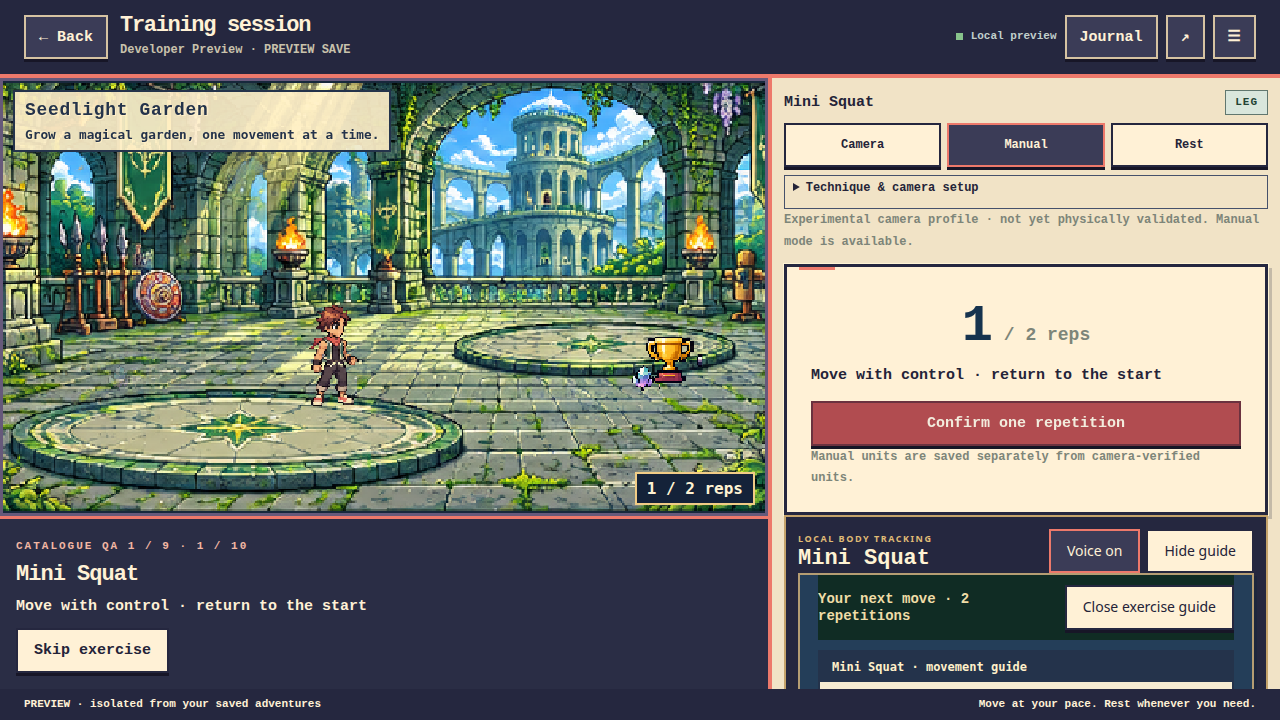 ← Back
Training session
Developer Preview · PREVIEW SAVE
Local preview
Journal
↗
☰
Seedlight Garden
Grow a magical garden, one movement at a time.
1 / 2 reps
CATALOGUE QA 1 / 9 · 1 / 10
Mini Squat
Move with control · return to the start
Skip exercise
Mini Squat
LEG
Camera
Manual
Rest
Technique & camera setup
Experimental camera profile · not yet physically validated. Manual
mode is available.
1 / 2 reps
Move with control · return to the start
Confirm one repetition
Manual units are saved separately from camera-verified
units.
LOCAL BODY TRACKING
Mini Squat
Voice on
Hide guide
Your next move · 2
repetitions
Close exercise guide
Mini Squat · movement guide
PREVIEW · isolated from your saved adventures
Move at your pace. Rest whenever you need.